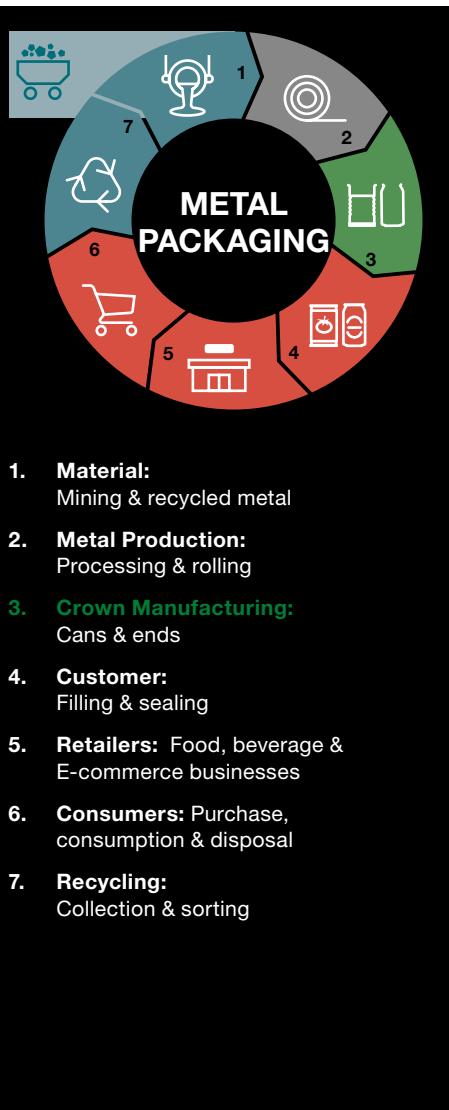 1
7
2
METAL
PACKAGING
6
3
5
4
1. Material:
Mining & recycled metal
2. Metal Production:
Processing & rolling
3. Crown Manufacturing:
Cans & ends
4. Customer:
Filling & sealing
5. Retailers: Food, beverage &
E-commerce businesses
6. Consumers: Purchase,
consumption & disposal
7. Recycling:
Collection & sorting